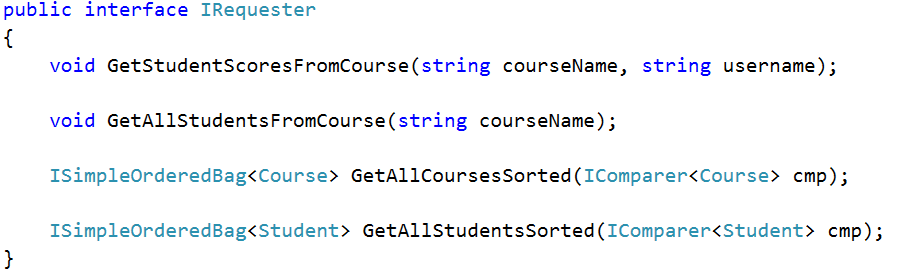 public interface IRequester
{
    void GetStudentScoresFromCourse(string courseName, string username);
    void GetAllStudentsFromCourse(string courseName);
    ISimpleOrderedBag<Course> GetAllCoursesSorted(IComparer<Course> cmp);
    ISimpleOrderedBag<Student> GetAllStudentsSorted(IComparer<Student> cmp);
}